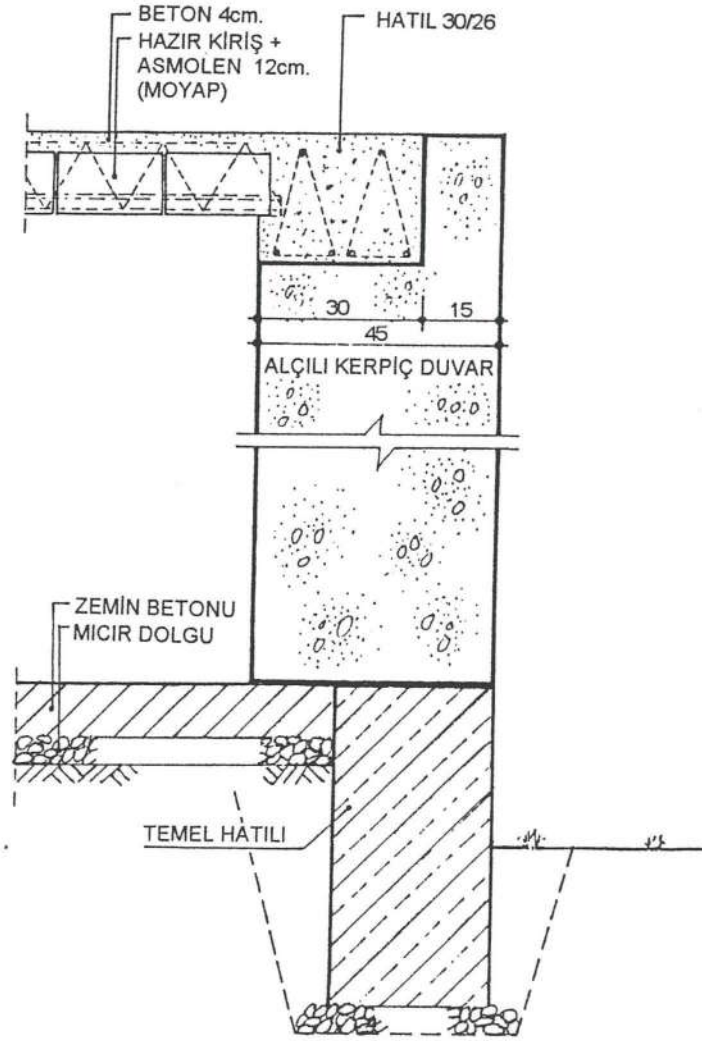 BETON 4cm.
HAZIR KİRİŞ +
ASMOLEN 12cm.
(MOYAP)
HATIL 30/26
30
15
45
ALÇILI KERPİÇ DUVAR
ZEMİN BETONU
MICIR DOLGU
TEMEL HATILI